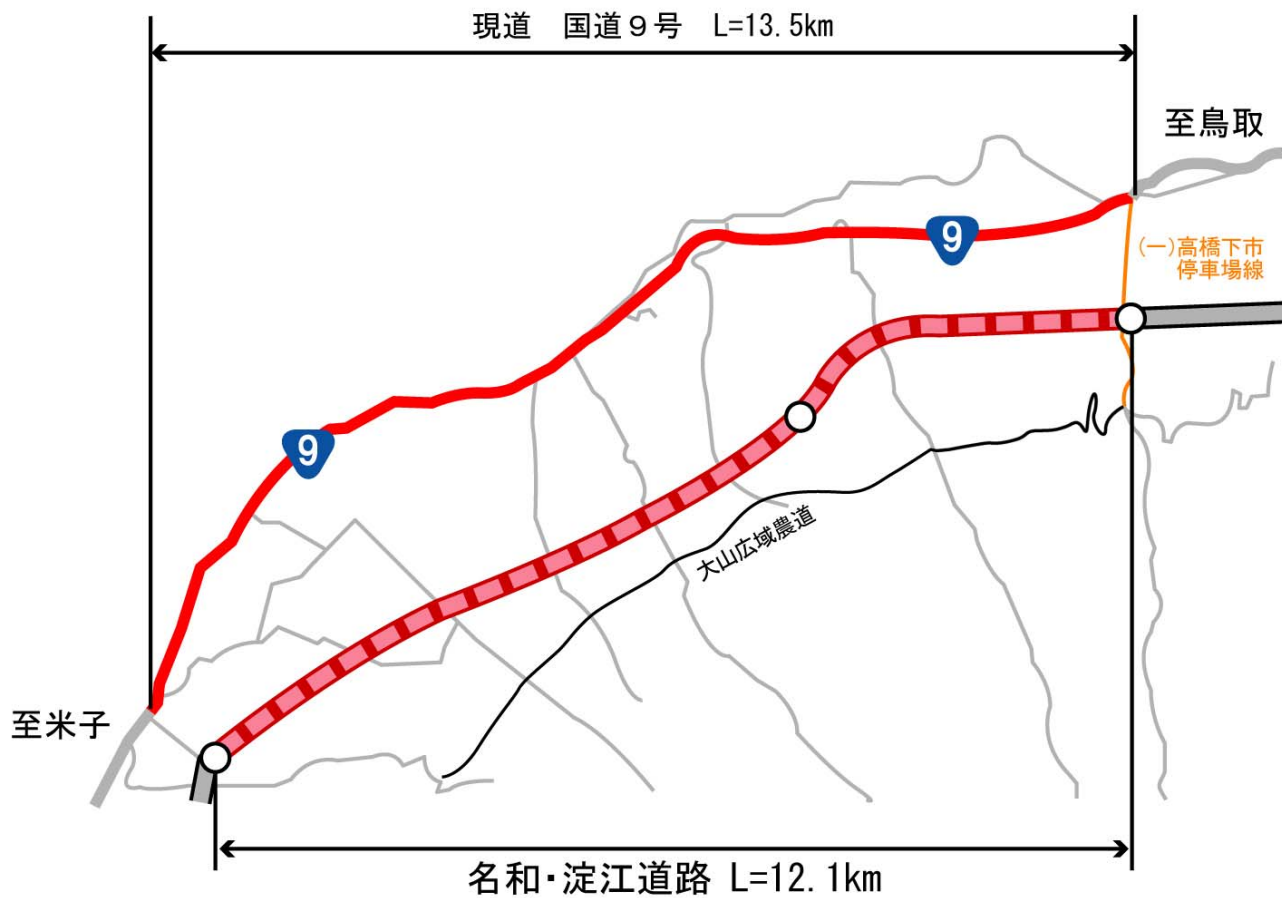 現道　国道９号　L=13.5km
至鳥取
9
(一)高橋下市
停車場線
9
大山広域農道
至米子
名和・淀江道路 L=12.1km